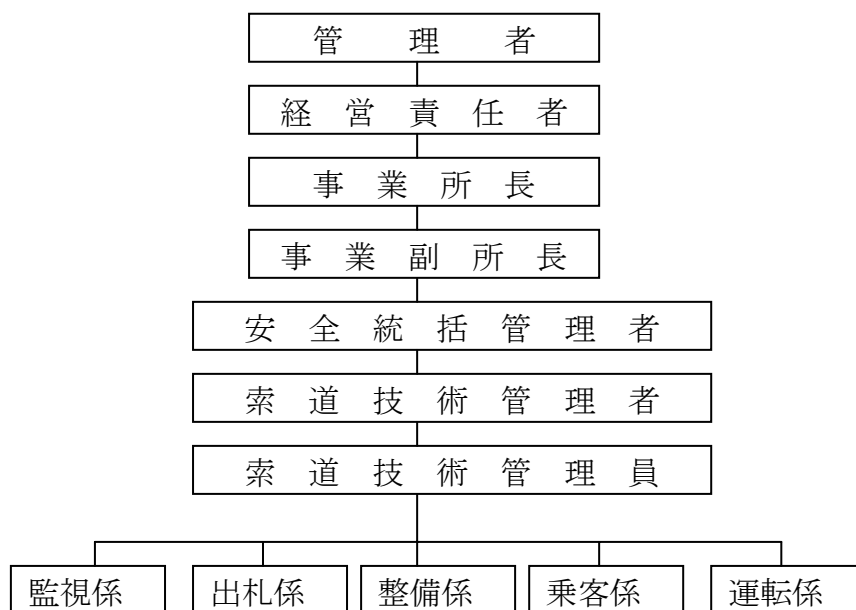 管理者
経営責任者
事業所長
事業副所長
安全統括管理者
索道技術管理者
索道技術管理員
監視係 出札係 整備係 乗客係 運転係